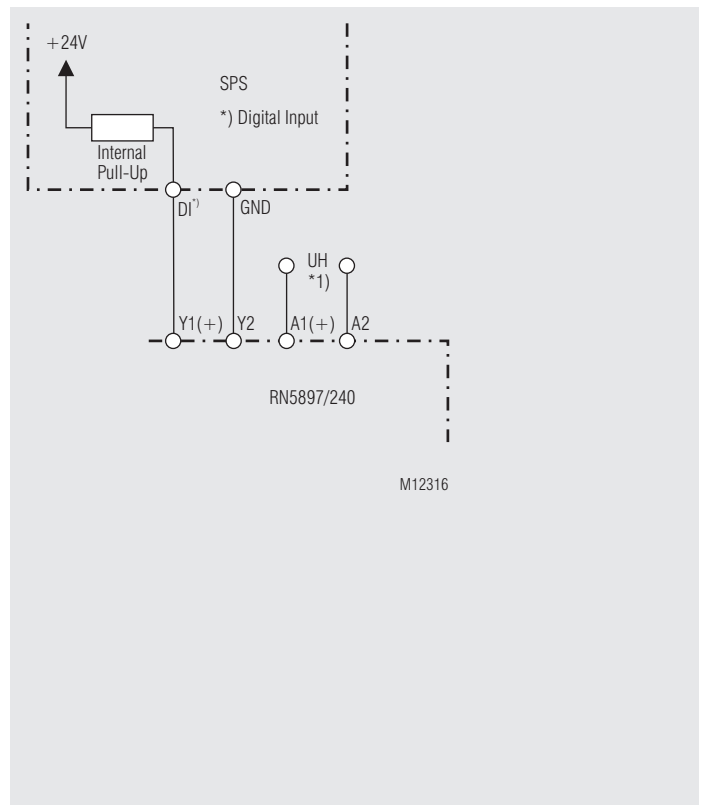 +24V
SPS
*) Digital Input
Internal
Pull-Up
DI*)
GND
UH
*1)
Y1(+)
Y2
A1(+)
A2
RN5897/240
M12316